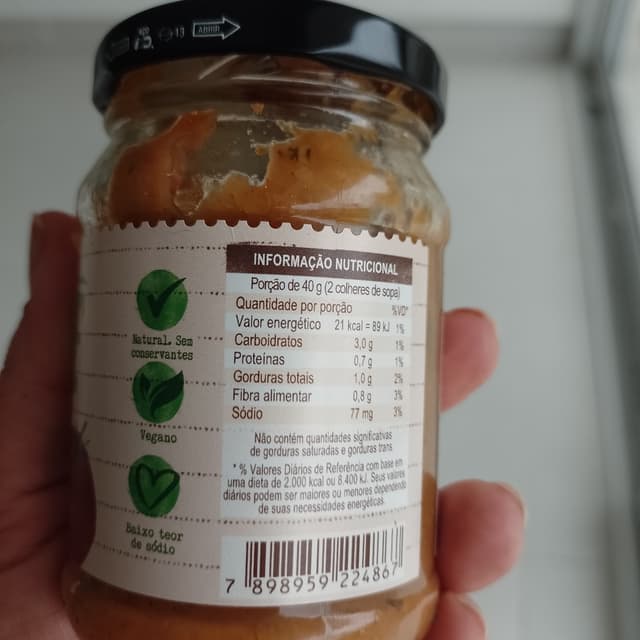 ABRIR
INFORMAÇÃO NUTRICIONAL
Porção de 40 g (2 colheres de sopa)
Quantidade por porção %VD*
Valor energético 21 kcal = 89 kJ 1%
Carboidratos 3,0 g 1%
Proteínas 0,7 g 1%
Gorduras totais 1,0 g 2%
Fibra alimentar 0,8 g 3%
Sódio 77 mg 3%
Não contém quantidades significativas
de gorduras saturadas e gorduras trans.
* % Valores Diários de Referência com base em
uma dieta de 2.000 kcal ou 8.400 kJ. Seus valores
diários podem ser maiores ou menores dependendo
de suas necessidades energéticas.
7 898959 224867
Natural. Sem
conservantes
Vegano
Baixo teor
de sódio